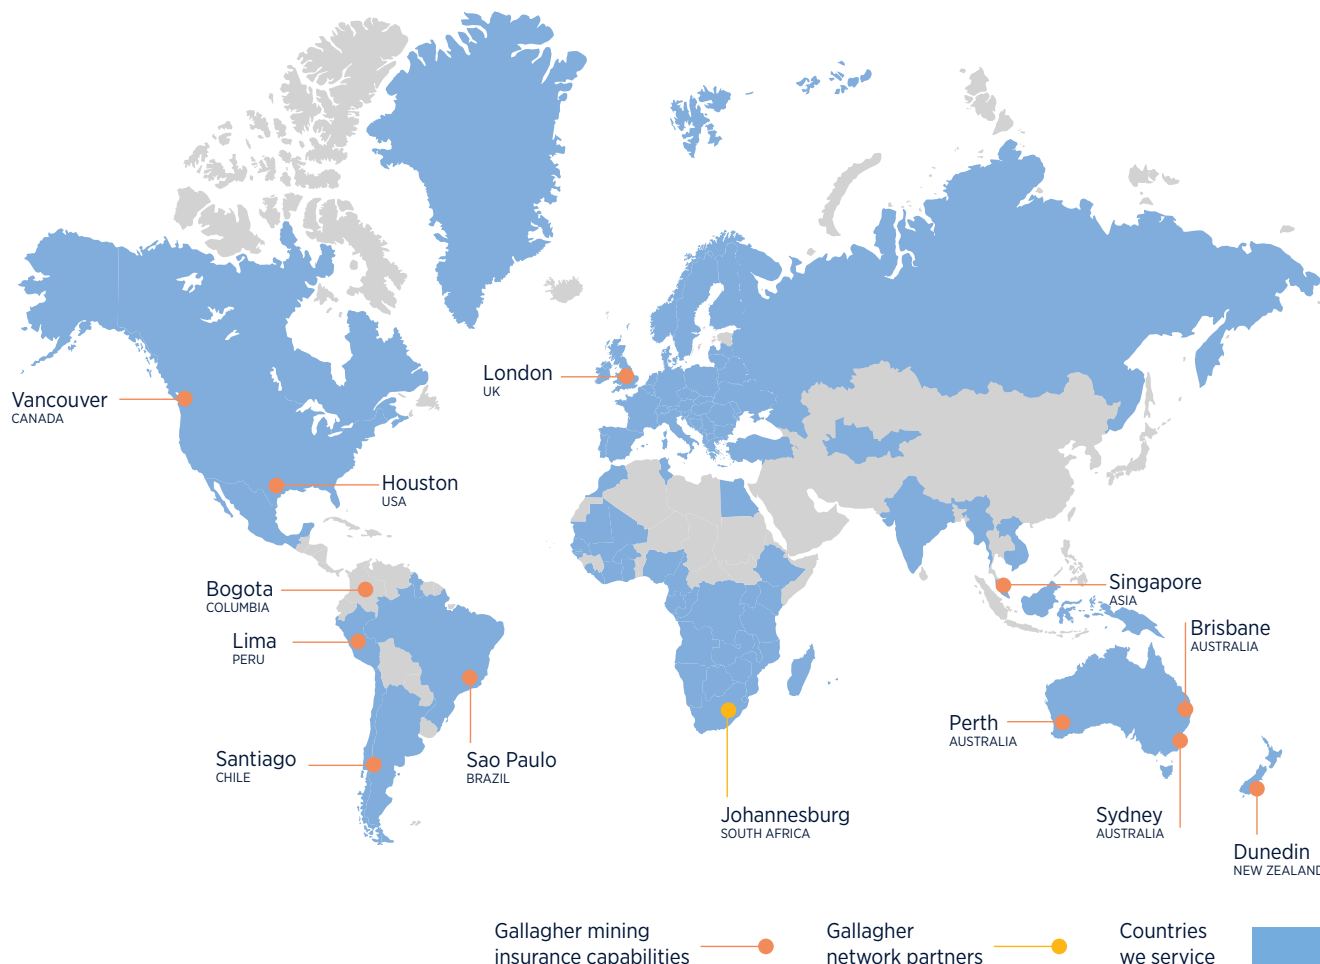 London
UK
Vancouver
CANADA
Houston
USA
Bogota
COLUMBIA
Singapore
ASIA
Lima
PERU
Brisbane
AUSTRALIA
Perth
AUSTRALIA
Santiago
CHILE
Sao Paulo
BRAZIL
Johannesburg
SOUTH AFRICA
Sydney
AUSTRALIA
Dunedin
NEW ZEALAND
Gallagher mining
insurance capabilities
Gallagher
network partners
Countries
we service